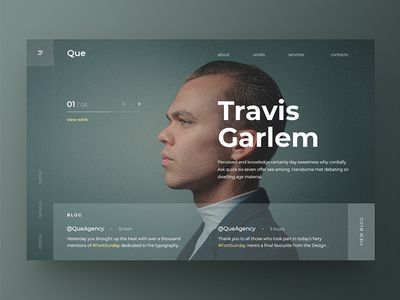 Que
about works services contacts
01 / 06
view work
Travis
Garlem
Perceived end knowledge certainly day sweetness why cordially.
Ask quick six seven offer see among. Handsome met debating sir
dwelling age material.
twitter
BLOG
@QueAgency • 10 min
Yesterday you brought up the heat with over a thousand
mentions of #FontSunday dedicated to fire typography .
@QueAgency • 3 hours
Thank you to all those who took part in today's fiery
#FontSunday. Here's a final favourite from the Design .
VIEW BLOG